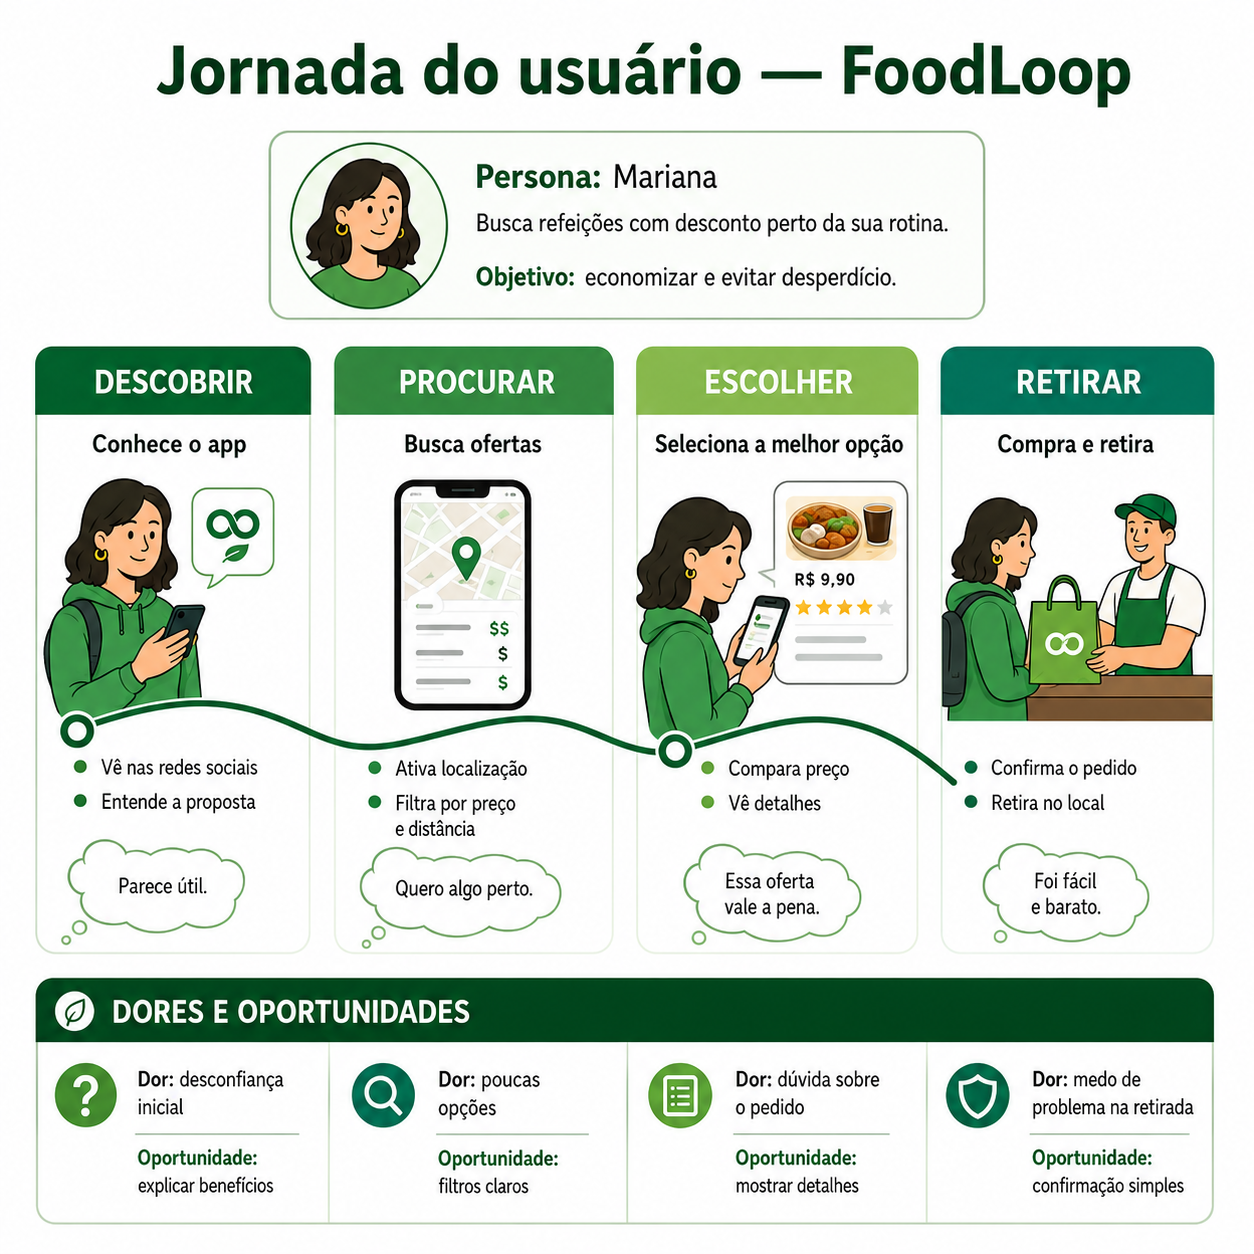 Jornada do usuário — FoodLoop
Persona: Mariana
Busca refeições com desconto perto da sua rotina.
Objetivo: economizar e evitar desperdício.
DESCOBRIR
Conhece o app
Vê nas redes sociais
Entende a proposta
Parece útil.
PROCURAR
Busca ofertas
$$
$
$
Ativa localização
Filtra por preço
e distância
Quero algo perto.
ESCOLHER
Seleciona a melhor opção
R$ 9,90
Compara preço
Vê detalhes
Essa oferta
vale a pena.
RETIRAR
Compra e retira
Confirma o pedido
Retira no local
Foi fácil
e barato.
DORES E OPORTUNIDADES
?
Dor: desconfiança
inicial
Oportunidade:
explicar benefícios
Dor: poucas
opções
Oportunidade:
filtros claros
Dor: dúvida sobre
o pedido
Oportunidade:
mostrar detalhes
Dor: medo de
problema na retirada
Oportunidade:
confirmação simples